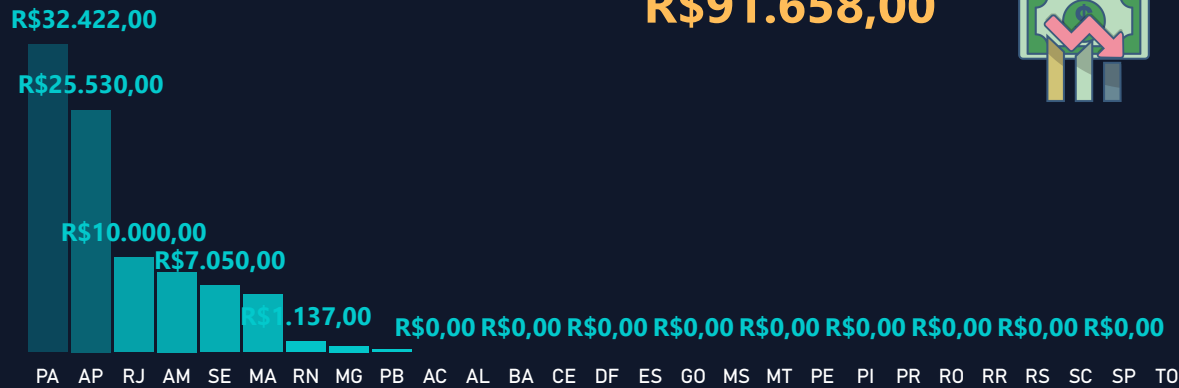 R$91.658,00
R$32.422,00
R$25.530,00
R$10.000,00
R$7.050,00
R$1.137,00
R$0,00 R$0,00 R$0,00 R$0,00 R$0,00 R$0,00 R$0,00 R$0,00 R$0,00
PA AP RJ AM SE MA RN MG PB AC AL BA CE DF ES GO MS MT PE PI PR RO RR RS SC SP TO